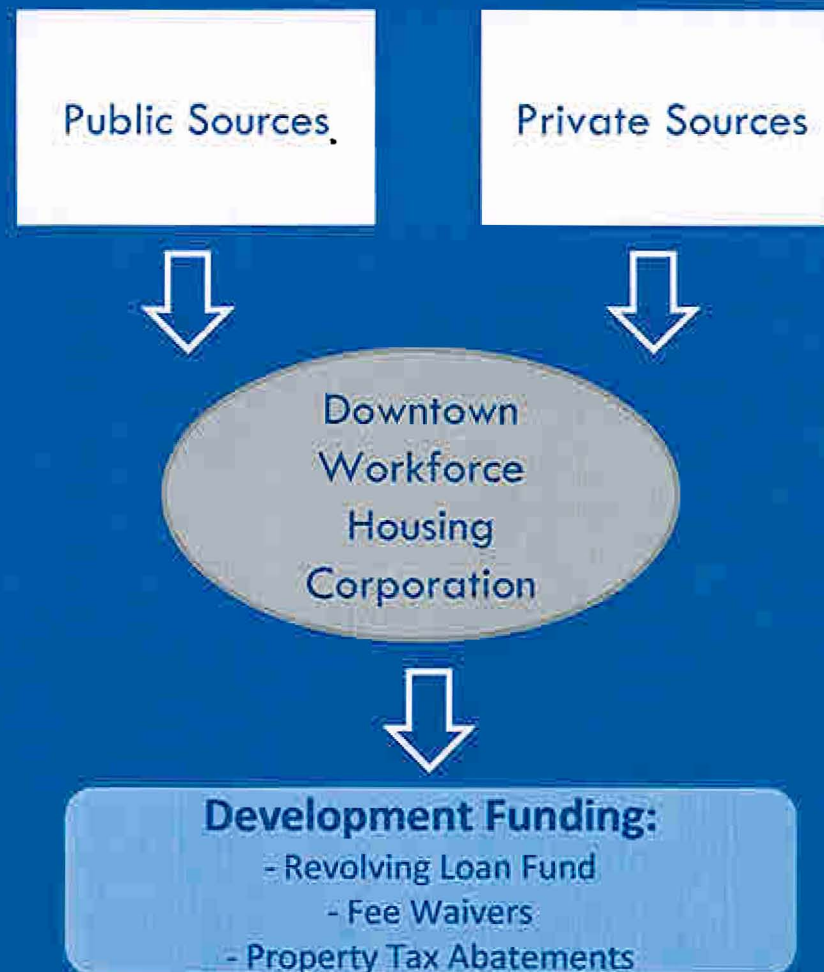 Public Sources
Private Sources
Downtown
Workforce
Housing
Corporation
Development Funding:
- Revolving Loan Fund
- Fee Waivers
- Property Tax Abatements